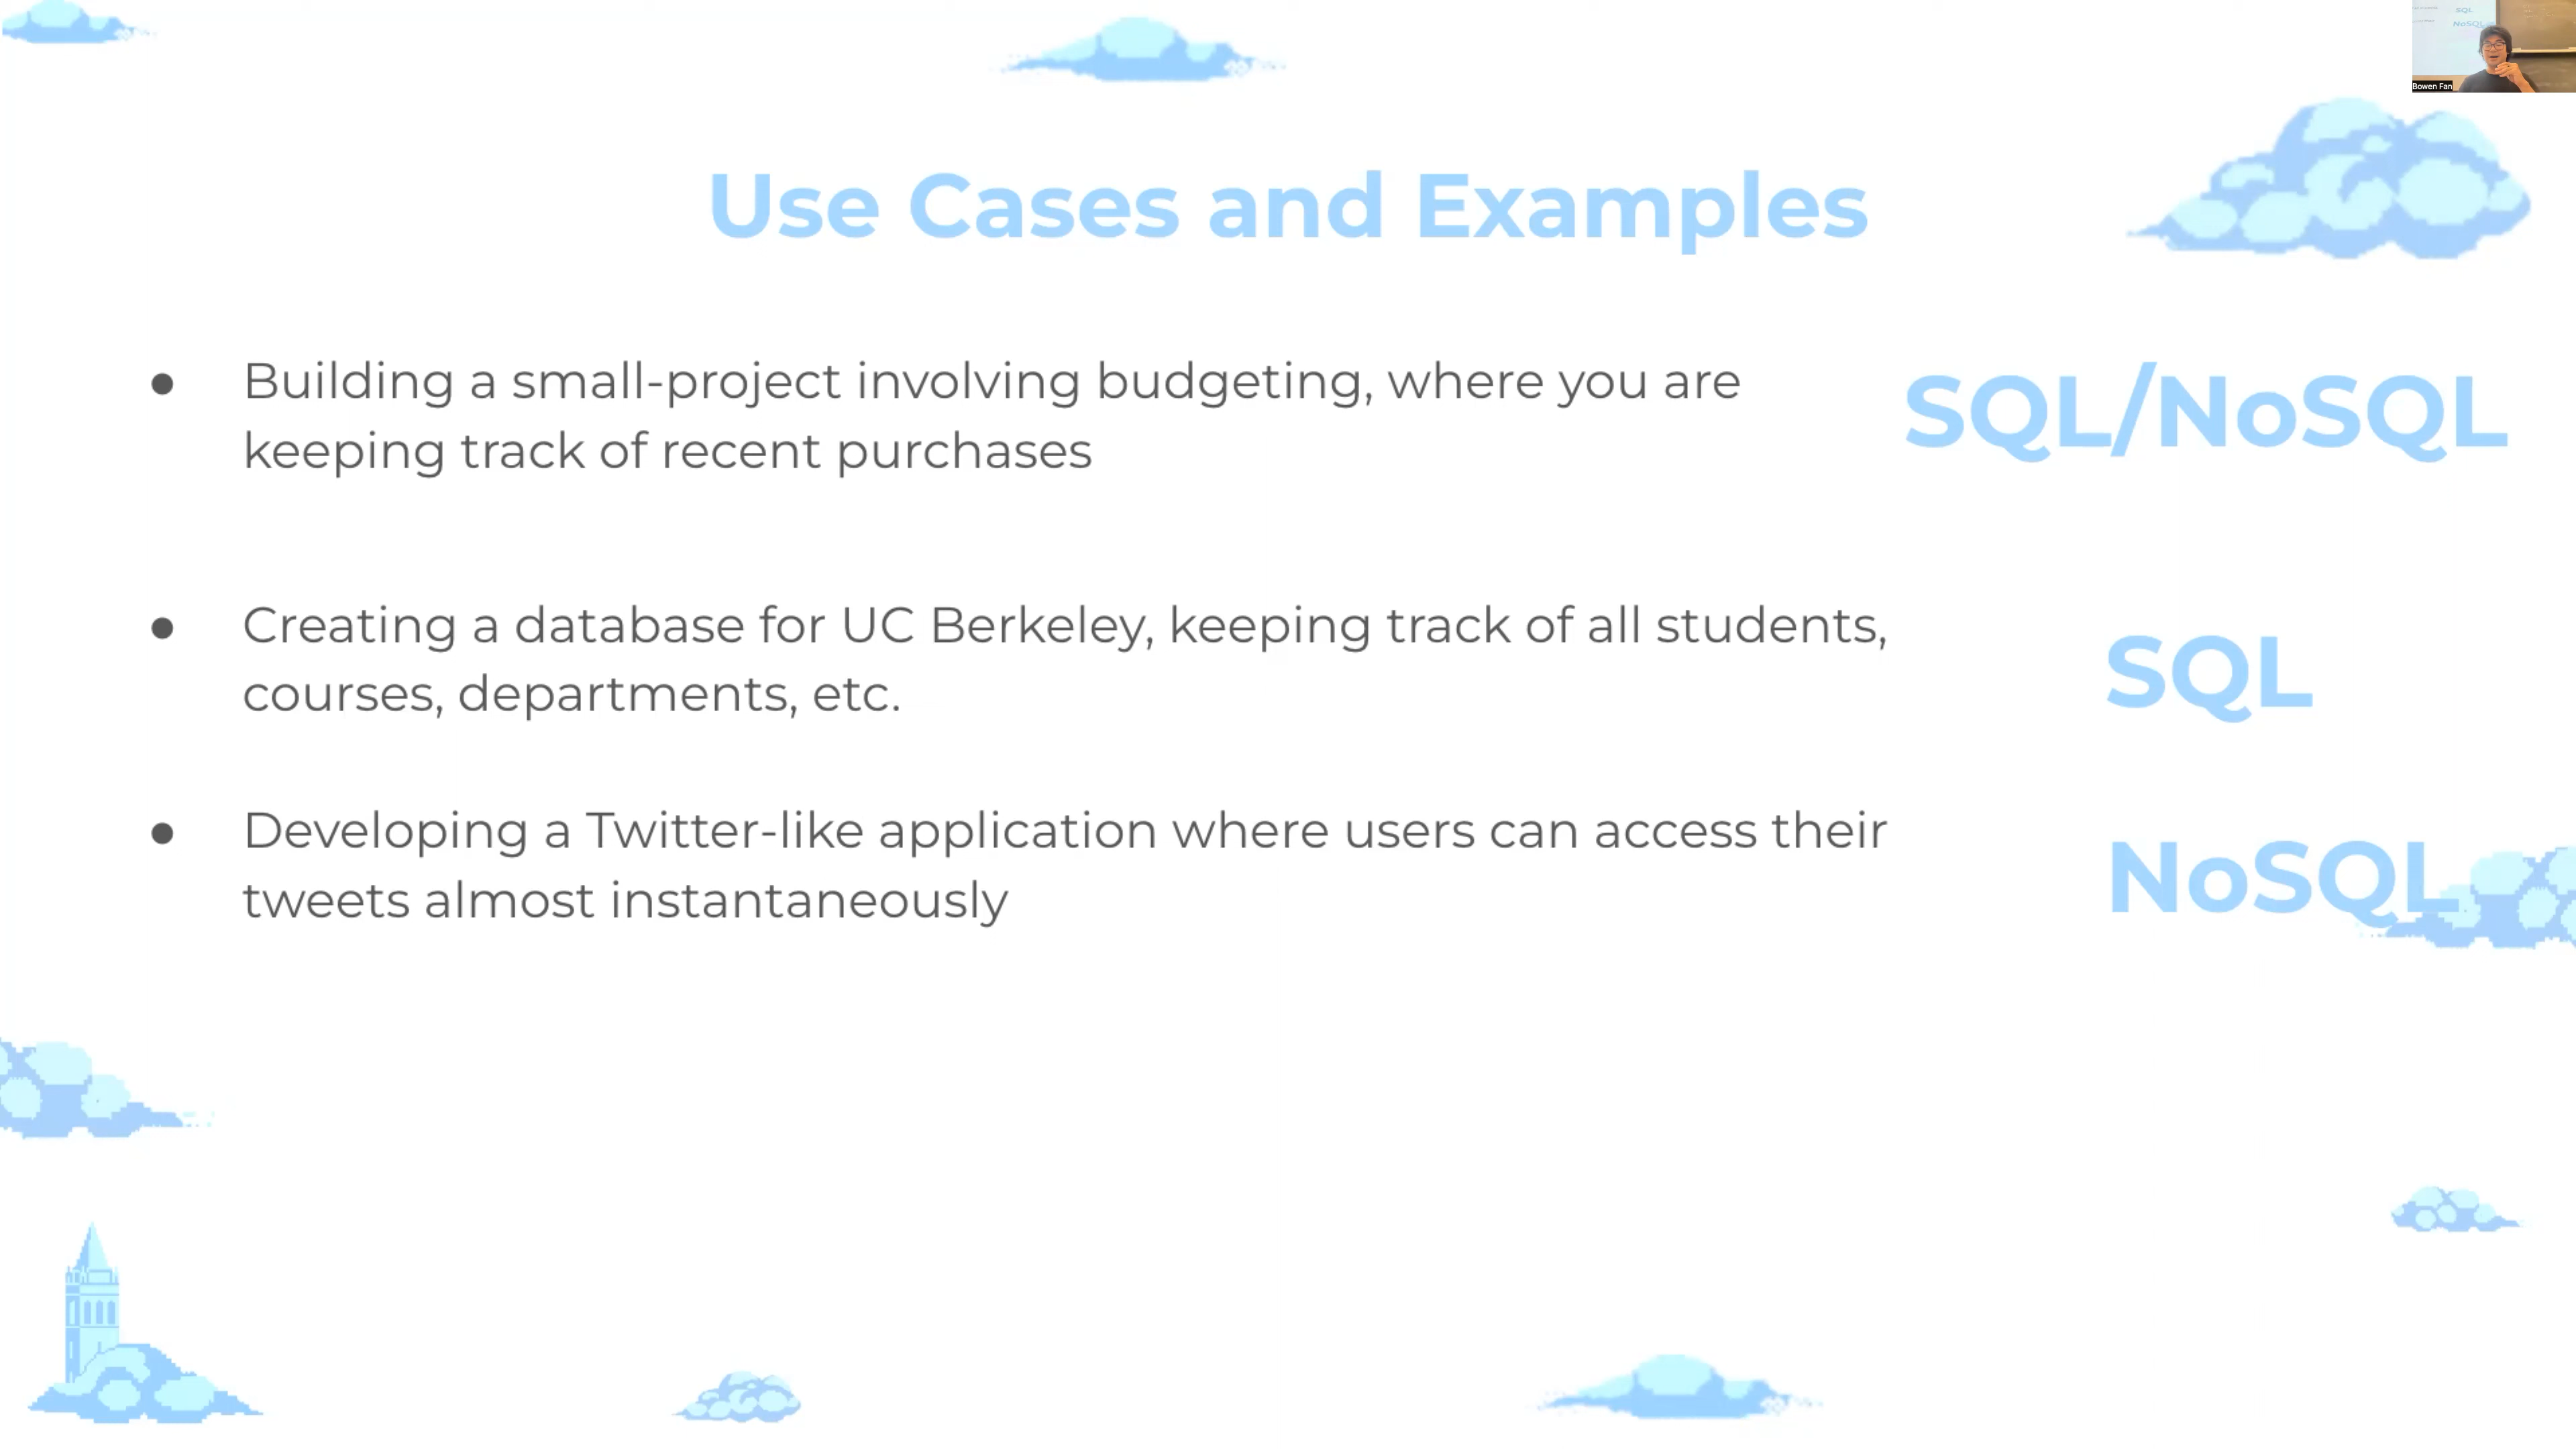 SQL
NoSQL
Bowen Fan
Use Cases and Examples
● Building a small-project involving budgeting, where you are
keeping track of recent purchases
SQL/NoSQL
● Creating a database for UC Berkeley, keeping track of all students,
courses, departments, etc.
SQL
● Developing a Twitter-like application where users can access their
tweets almost instantaneously
NoSQL